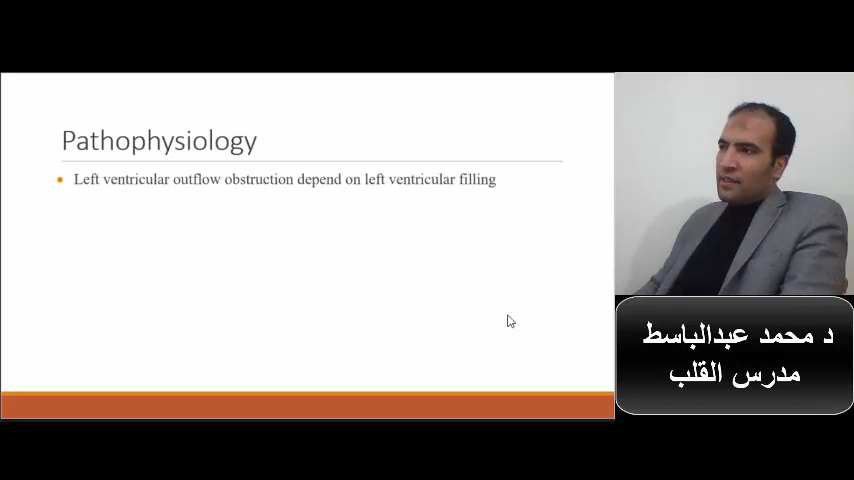 Pathophysiology
Left ventricular outflow obstruction depend on left ventricular filling
د محمد عبدالباسط
مدرس القلب